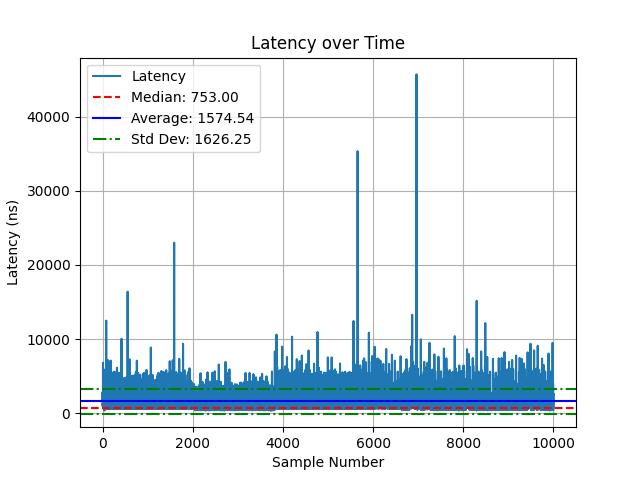 Latency over Time
Latency
Median: 753.00
Average: 1574.54
Std Dev: 1626.25
Latency (ns)
40000
30000
20000
10000
0
0 2000 4000 6000 8000 10000
Sample Number